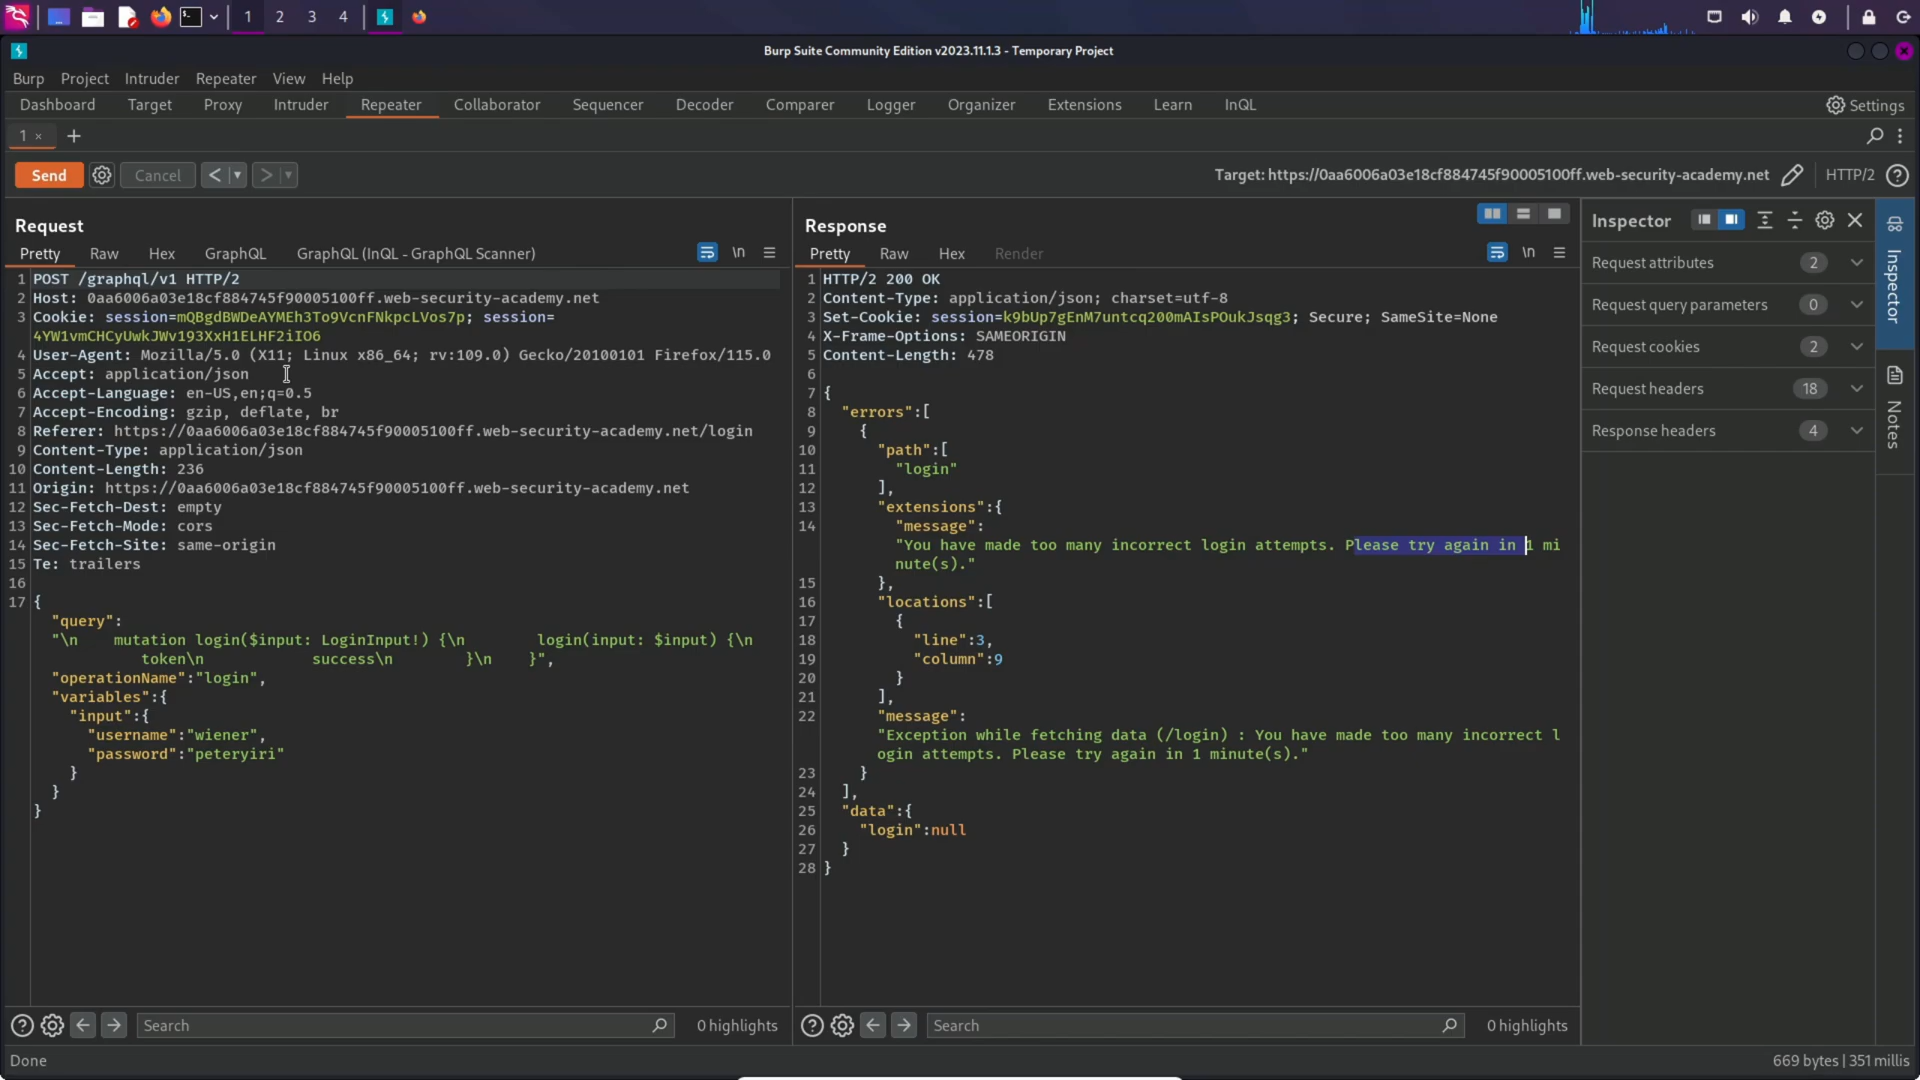 1
2
3
4
Burp Suite Community Edition v2023.11.1.3 - Temporary Project
Burp Project Intruder Repeater View Help
Dashboard Target Proxy Intruder Repeater Collaborator Sequencer Decoder Comparer Logger Organizer Extensions Learn InQL Settings
1 × +
Send Cancel < > Target: https://0aa6006a03e18cf884745f90005100ff.web-security-academy.net HTTP/2
Request
Pretty Raw Hex GraphQL GraphQL (InQL - GraphQL Scanner) \n
1 POST /graphql/v1 HTTP/2
2 Host: 0aa6006a03e18cf884745f90005100ff.web-security-academy.net
3 Cookie: session=mQBgdBWDeAYMEh3To9VcnFNkpcLVos7p; session=
4YW1vmCHCyUwkJWv193XxH1ELHF2iIO6
4 User-Agent: Mozilla/5.0 (X11; Linux x86_64; rv:109.0) Gecko/20100101 Firefox/115.0
5 Accept: application/json
6 Accept-Language: en-US,en;q=0.5
7 Accept-Encoding: gzip, deflate, br
8 Referer: https://0aa6006a03e18cf884745f90005100ff.web-security-academy.net/login
9 Content-Type: application/json
10 Content-Length: 236
11 Origin: https://0aa6006a03e18cf884745f90005100ff.web-security-academy.net
12 Sec-Fetch-Dest: empty
13 Sec-Fetch-Mode: cors
14 Sec-Fetch-Site: same-origin
15 Te: trailers
16
17 {
"query":
"\n    mutation login($input: LoginInput!) {\n        login(input: $input) {\n
token\n            success\n        }\n    }",
"operationName":"login",
"variables":{
"input":{
"username":"wiener",
"password":"peteryiri"
}
}
}
Search 0 highlights
Response
Pretty Raw Hex Render \n
1 HTTP/2 200 OK
2 Content-Type: application/json; charset=utf-8
3 Set-Cookie: session=k9bUp7gEnM7untcq200mAIsPOukJsqg3; Secure; SameSite=None
4 X-Frame-Options: SAMEORIGIN
5 Content-Length: 478
6
7 {
8 "errors":[
9 {
10 "path":[
11 "login"
12 ],
13 "extensions":{
14 "message":
"You have made too many incorrect login attempts. Please try again in 1 mi
nute(s)."
15 },
16 "locations":[
17 {
18 "line":3,
19 "column":9
20 }
21 ],
22 "message":
"Exception while fetching data (/login) : You have made too many incorrect l
ogin attempts. Please try again in 1 minute(s)."
23 }
24 ],
25 "data":{
26 "login":null
27 }
28 }
Search 0 highlights
Inspector
Request attributes 2
Request query parameters 0
Request cookies 2
Request headers 18
Response headers 4
Inspector
Notes
Done 669 bytes | 351 millis